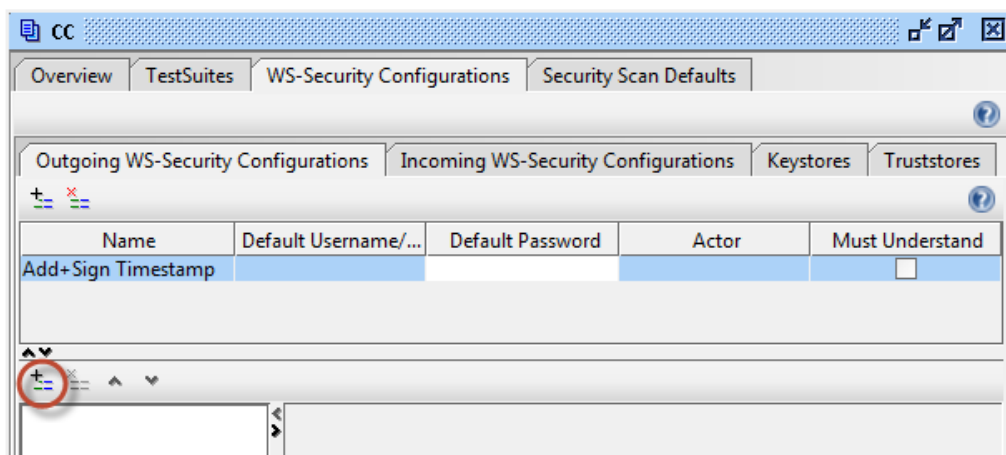 CC
Overview TestSuites WS-Security Configurations Security Scan Defaults
Outgoing WS-Security Configurations Incoming WS-Security Configurations Keystores Truststores
Name Default Username/... Default Password Actor Must Understand
Add+Sign Timestamp